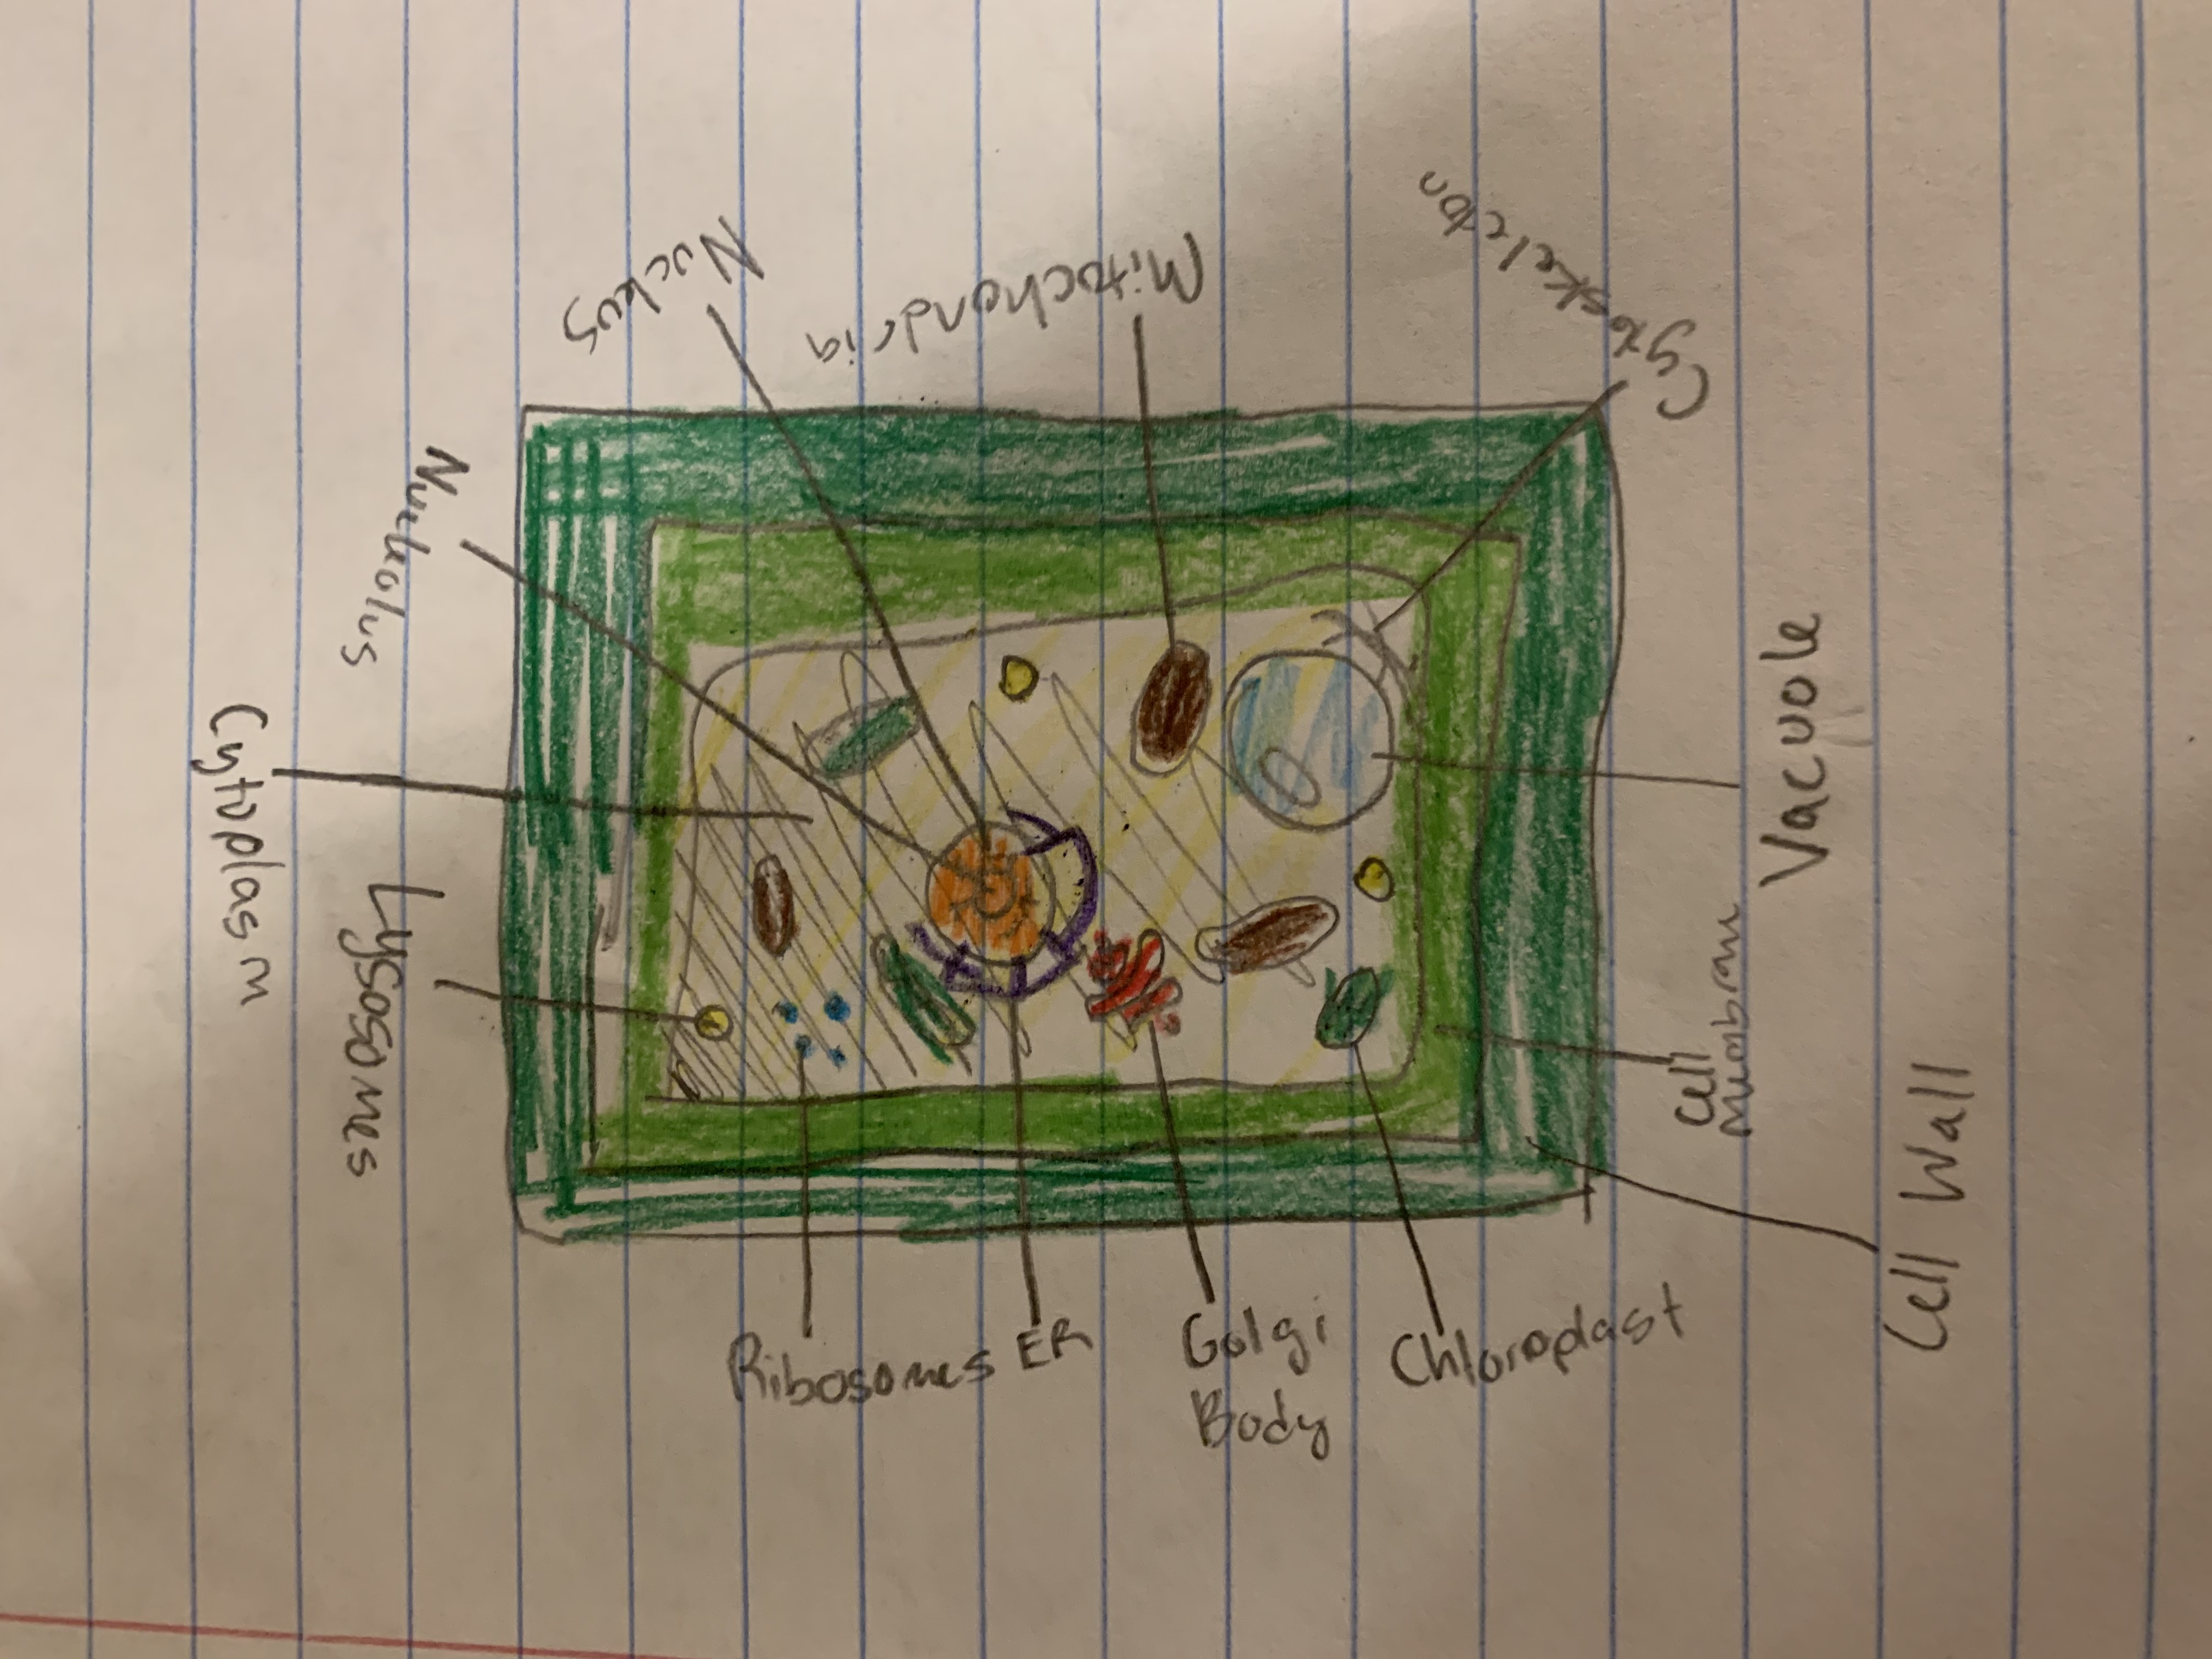 Cytoplasm
Lysosomes
Nucleolus
Nucleus
Ribosomes
Mitochondria
ER
Golgi
Body
Chloroplast
Cytoskeleton
Cell
Membrane
Vacuole
Cell Wall